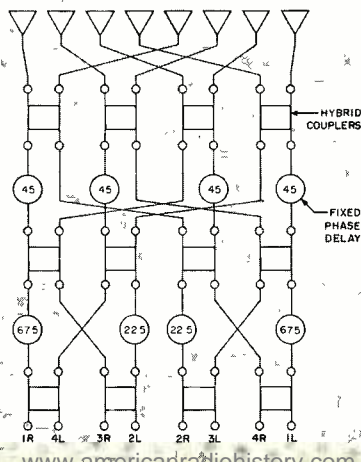 HYBRID
COUPLERS
45 45 45 45
FIXED
PHASE
DELAY
675 225 225 675
1R 4L 3R 2L 2R 3L 4R 1L
www.americanradiohistory.com